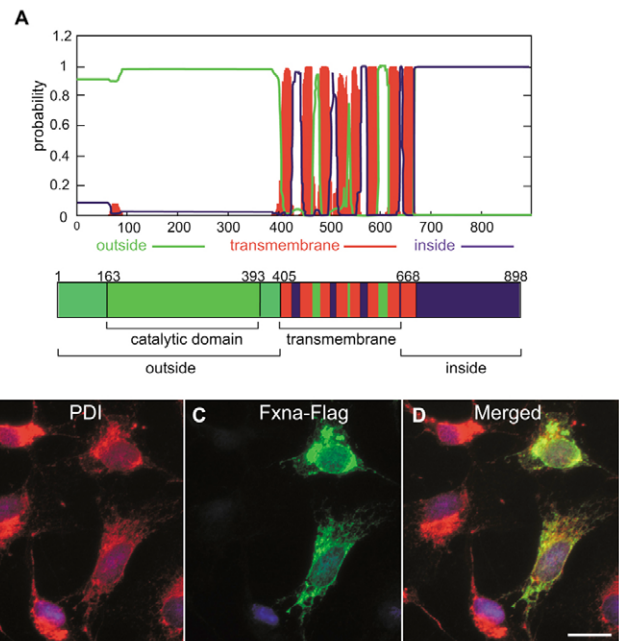 A
1.2
1
0.8
0.6
0.4
0.2
0
probability
0 100 200 300 400 500 600 700 800
outside transmembrane inside
1 163 393 405 668 898
catalytic domain transmembrane
outside inside
PDI C Fxna-Flag D Merged